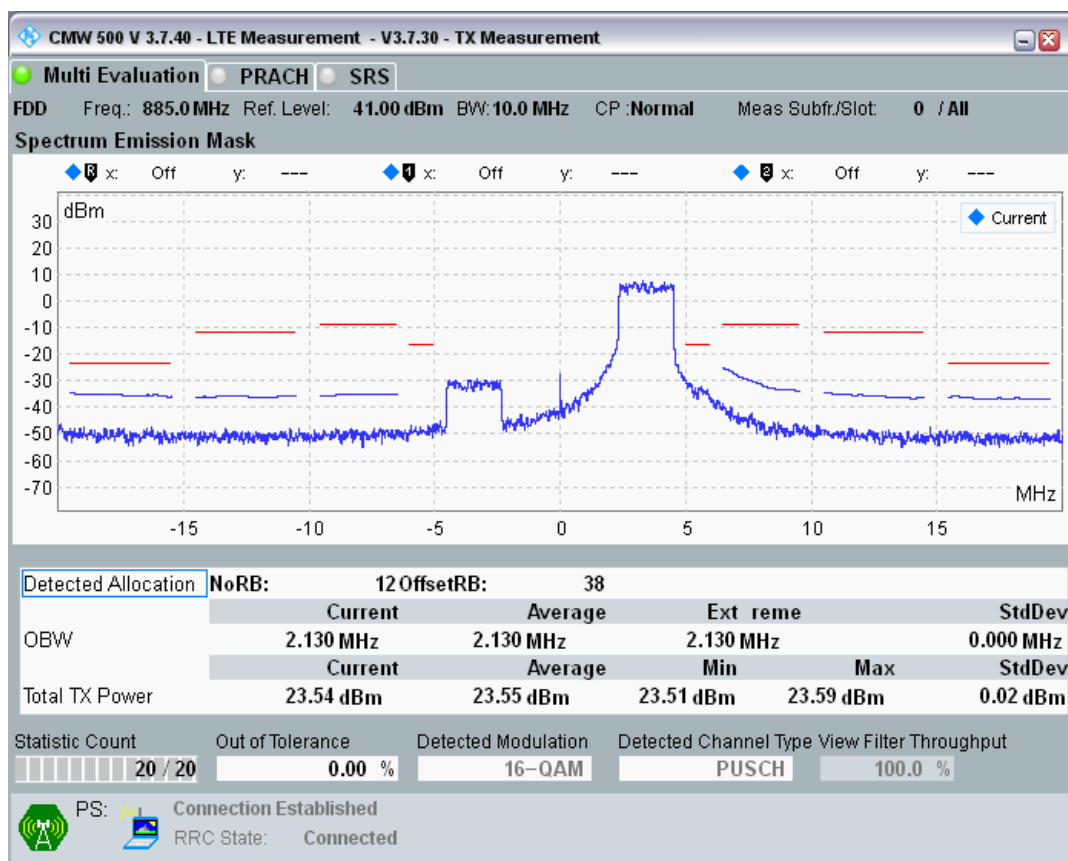 CMW 500 V 3.7.40 - LTE Measurement - V3.7.30 - TX Measurement
Multi Evaluation PRACH SRS
FDD Freq.: 885.0 MHz Ref. Level: 41.00 dBm BW: 10.0 MHz CP :Normal Meas Subfr./Slot: 0 / All
Spectrum Emission Mask
R x: Off y: --- 1 x: Off y: --- 2 x: Off y: ---
dBm
Current
30
20
10
0
-10
-20
-30
-40
-50
-60
-70
MHz
-15 -10 -5 0 5 10 15
Detected Allocation NoRB: 12 OffsetRB: 38
Current Average Ext reme StdDev
OBW 2.130 MHz 2.130 MHz 2.130 MHz 0.000 MHz
Current Average Min Max StdDev
Total TX Power 23.54 dBm 23.55 dBm 23.51 dBm 23.59 dBm 0.02 dBm
Statistic Count Out of Tolerance Detected Modulation Detected Channel Type View Filter Throughput
20 / 20 0.00 % 16-QAM PUSCH 100.0 %
PS: Connection Established
RRC State: Connected